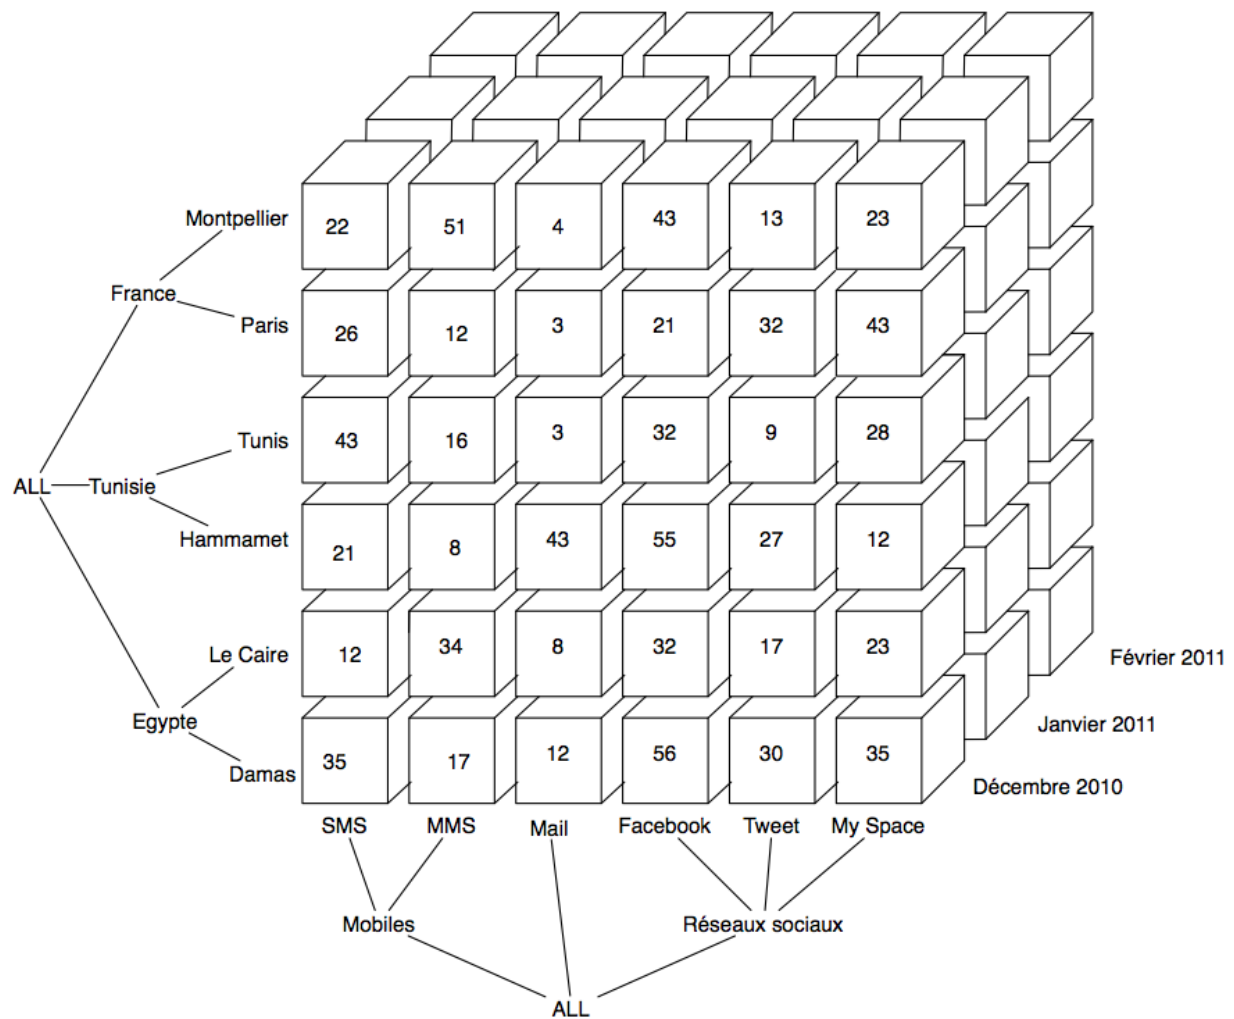 Montpellier 22 51 4 43 13 23
France
Paris 26 12 3 21 32 43
Tunis 43 16 3 32 9 28
ALL Tunisie
Hammamet 21 8 43 55 27 12
Le Caire 12 34 8 32 17 23
Février 2011
Egypte
Janvier 2011
Damas 35 17 12 56 30 35
Décembre 2010
SMS MMS Mail Facebook Tweet My Space
Mobiles Réseaux sociaux
ALL